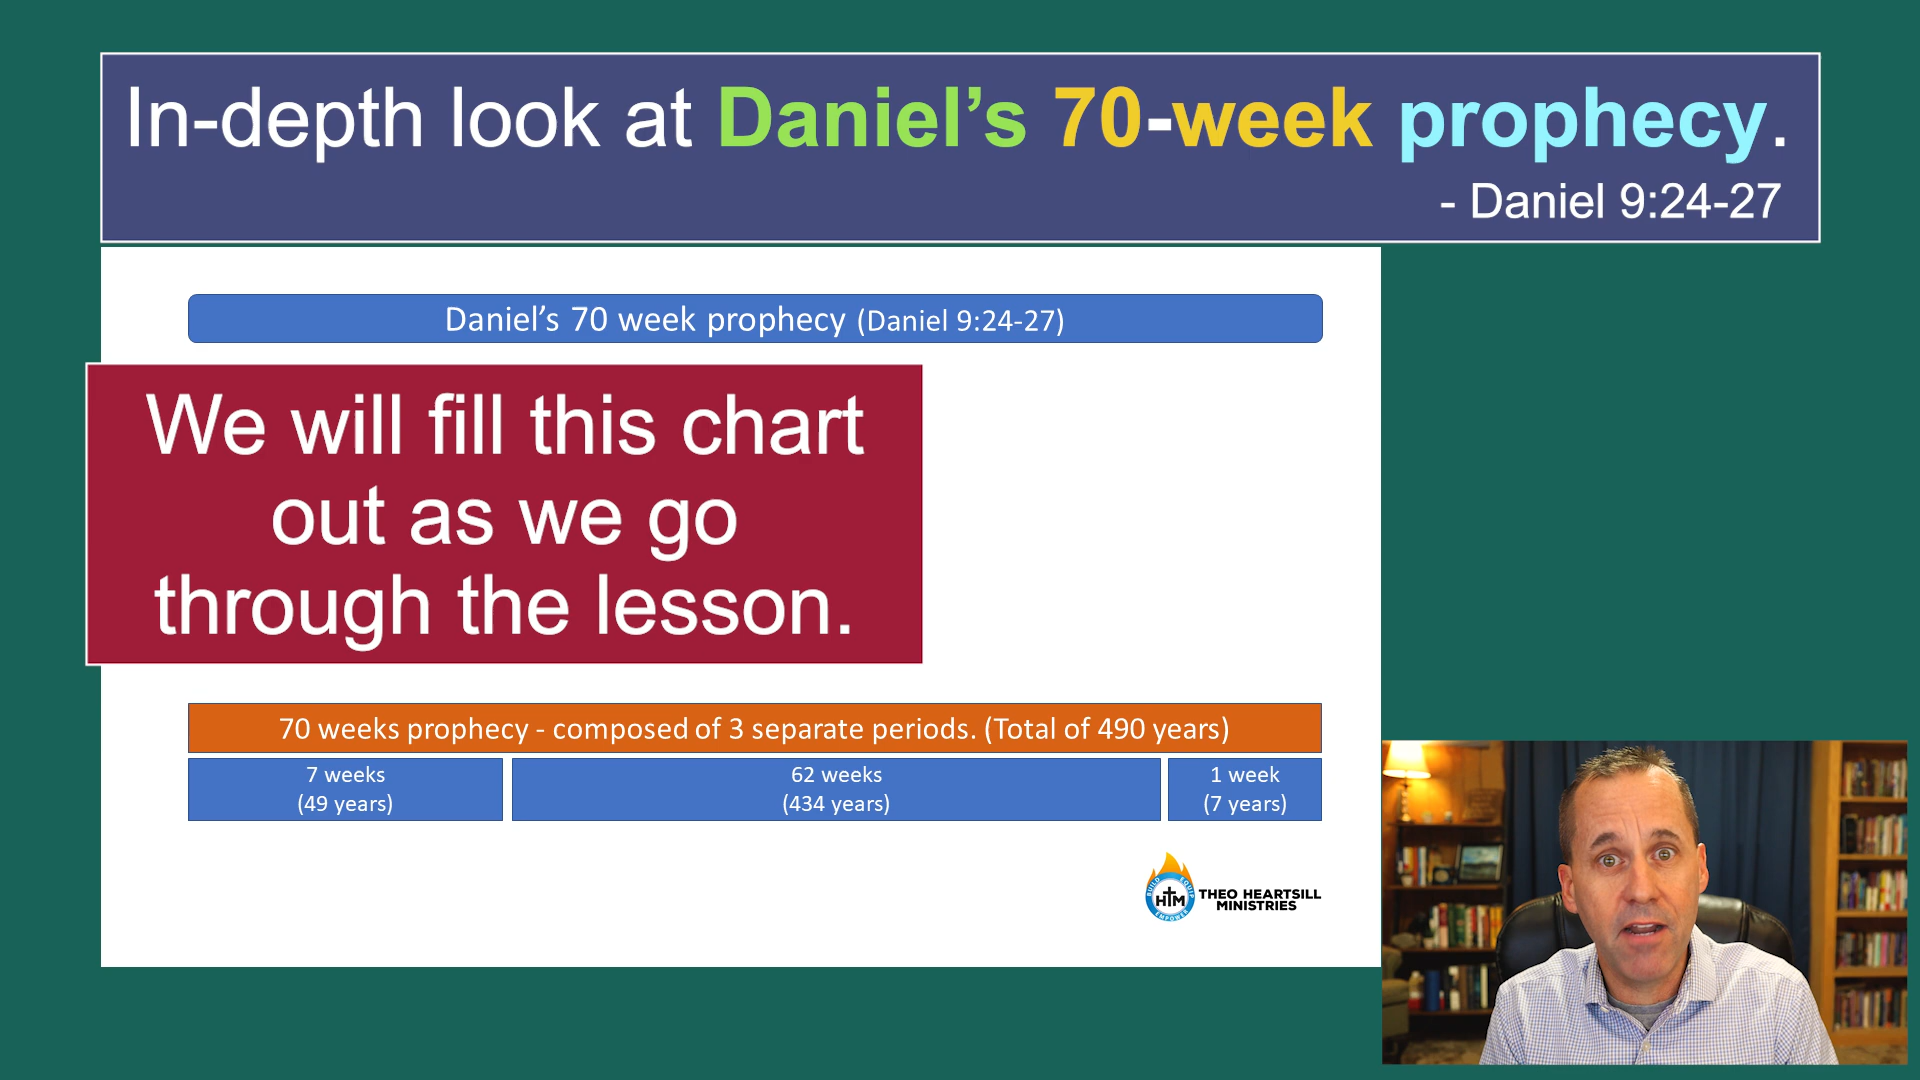 In-depth look at Daniel’s 70-week prophecy.
- Daniel 9:24-27
Daniel’s 70 week prophecy (Daniel 9:24-27)
We will fill this chart
out as we go
through the lesson.
70 weeks prophecy - composed of 3 separate periods. (Total of 490 years)
7 weeks
(49 years)
62 weeks
(434 years)
1 week
(7 years)
BUILD EQUIP EMPOWER
HTM
THEO HEARTSILL
MINISTRIES